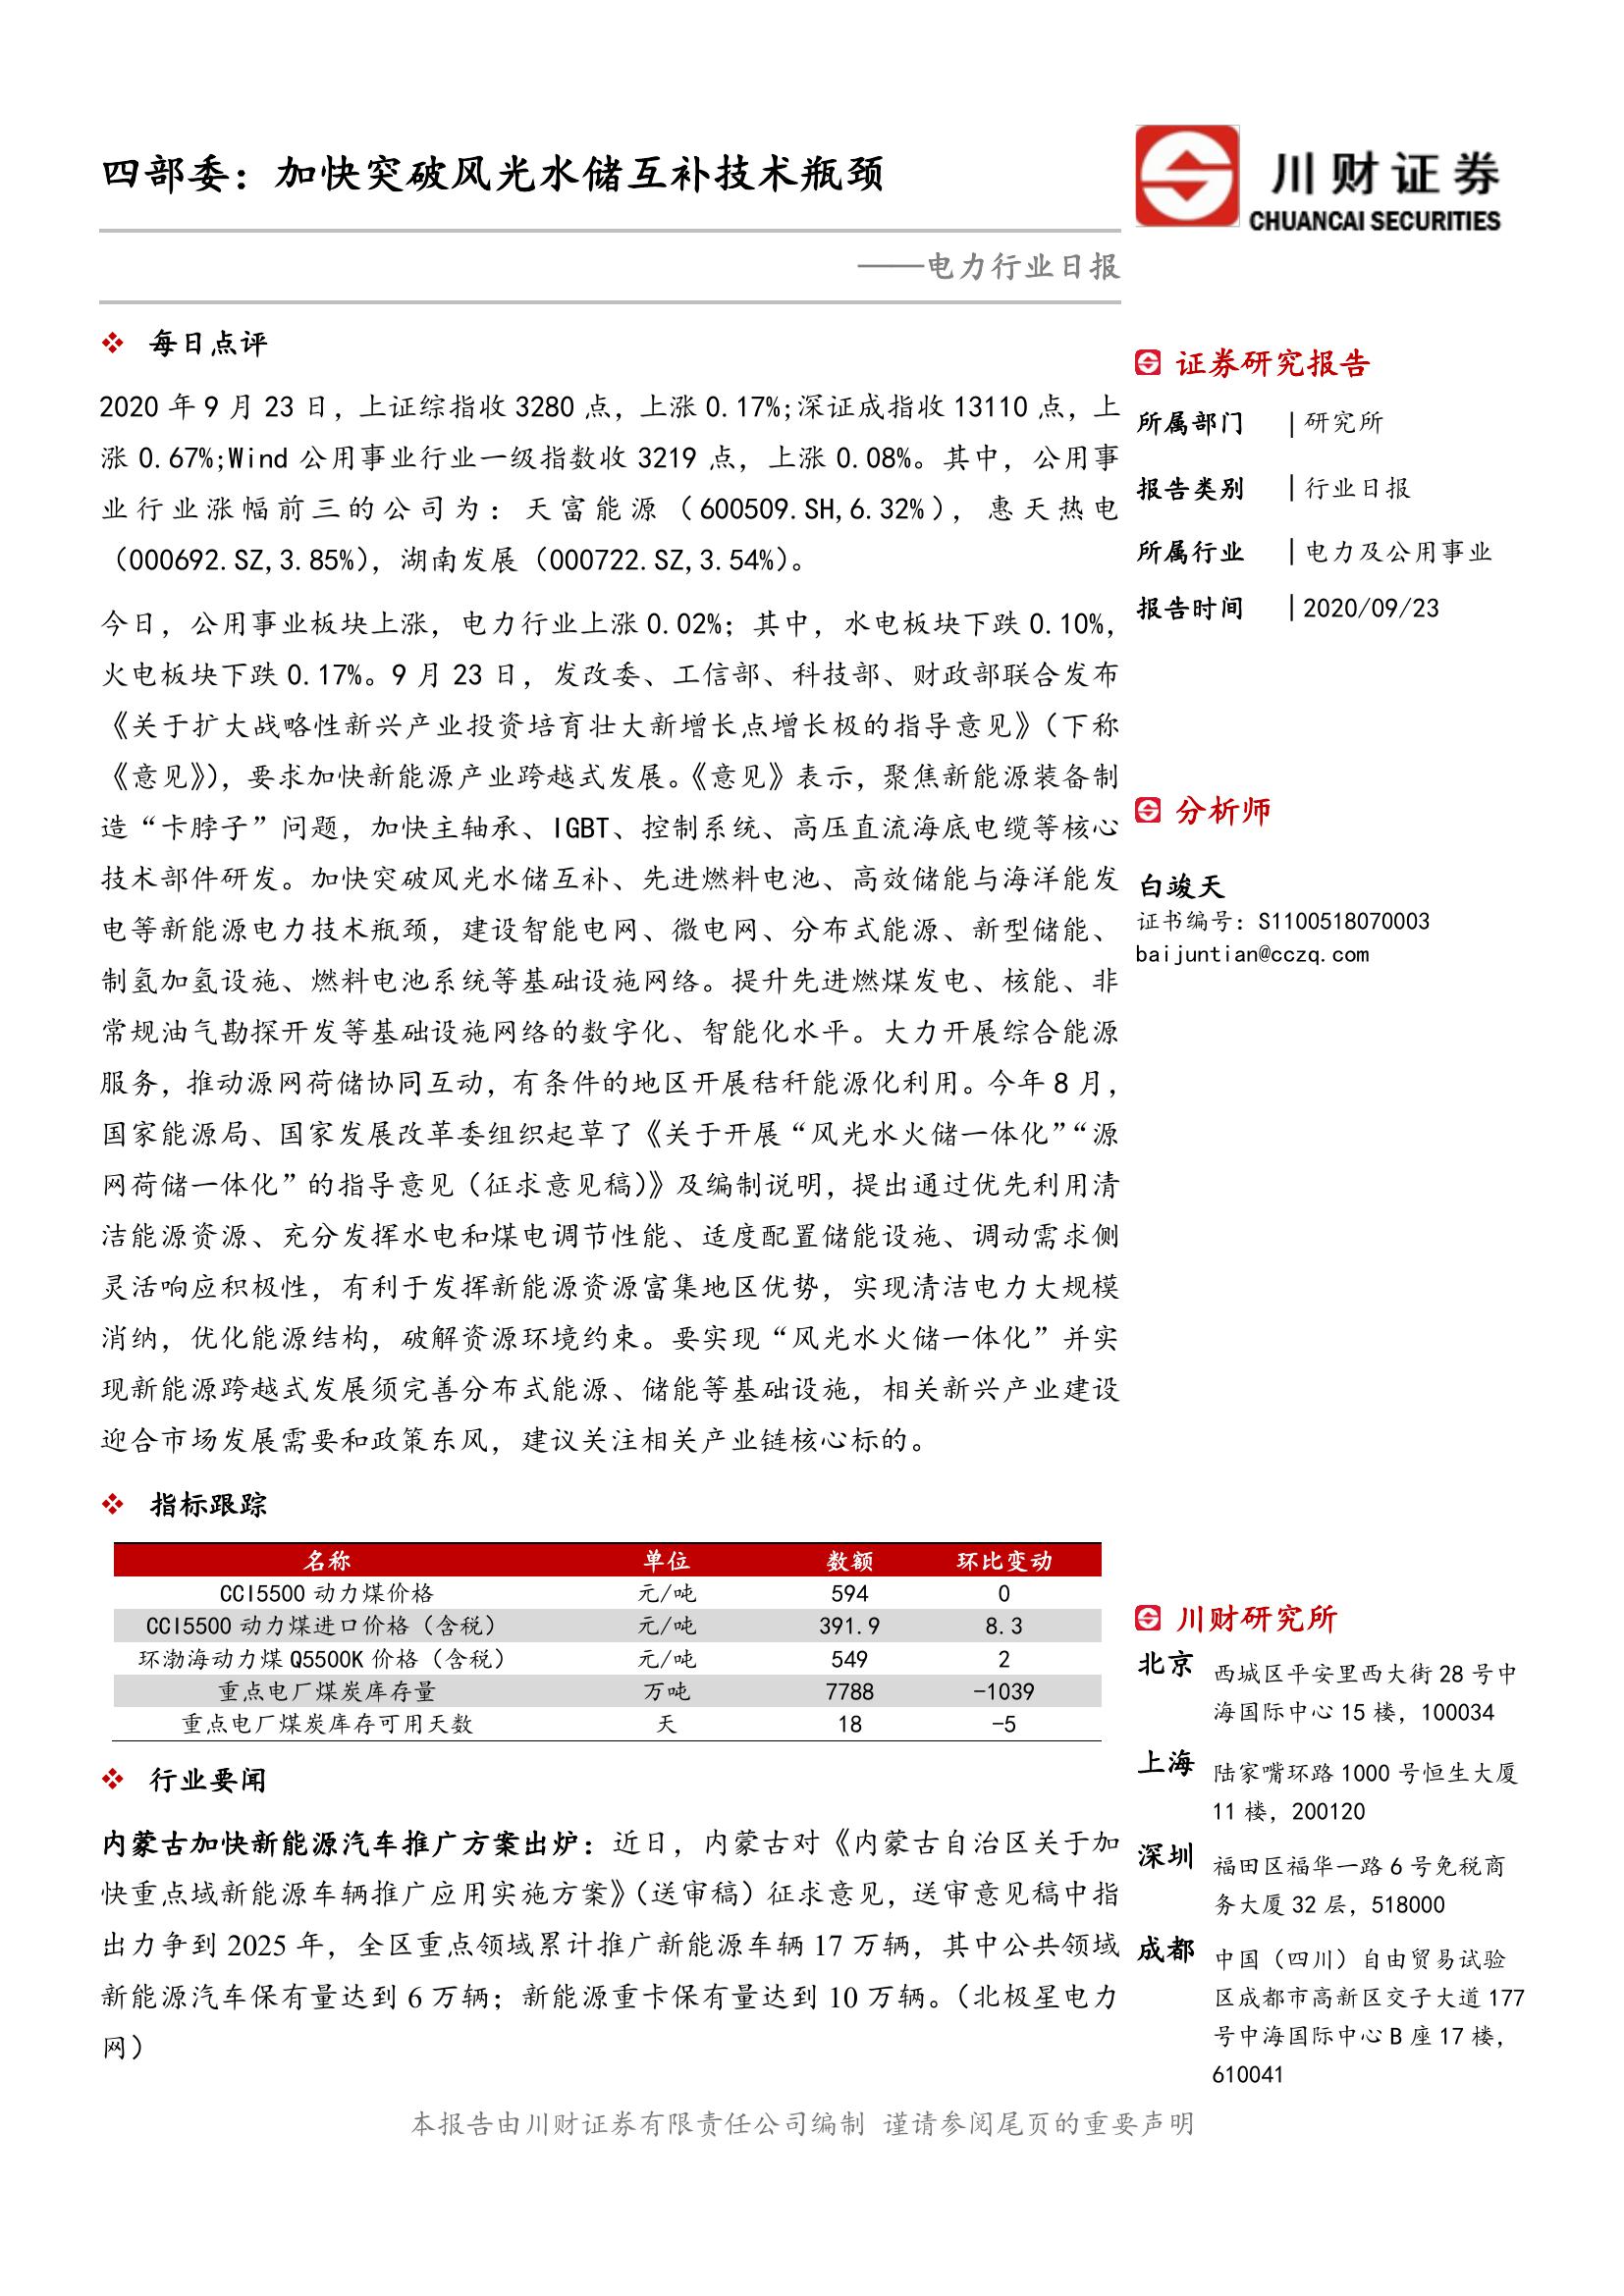 四部委：加快突破风光水储互补技术瓶颈
川财证券
CHUANCAI SECURITIES
——电力行业日报
❖ 每日点评
2020 年 9 月 23 日，上证综指收 3280 点，上涨 0.17%;深证成指收 13110 点，上
涨 0.67%;Wind 公用事业行业一级指数收 3219 点，上涨 0.08%。其中，公用事
业行业涨幅前三的公司为：天富能源（600509.SH,6.32%），惠天热电
（000692.SZ,3.85%），湖南发展（000722.SZ,3.54%）。
今日，公用事业板块上涨，电力行业上涨 0.02%；其中，水电板块下跌 0.10%，
火电板块下跌 0.17%。9 月 23 日，发改委、工信部、科技部、财政部联合发布
《关于扩大战略性新兴产业投资培育壮大新增长点增长极的指导意见》（下称
《意见》），要求加快新能源产业跨越式发展。《意见》表示，聚焦新能源装备制
造“卡脖子”问题，加快主轴承、IGBT、控制系统、高压直流海底电缆等核心
技术部件研发。加快突破风光水储互补、先进燃料电池、高效储能与海洋能发
电等新能源电力技术瓶颈，建设智能电网、微电网、分布式能源、新型储能、
制氢加氢设施、燃料电池系统等基础设施网络。提升先进燃煤发电、核能、非
常规油气勘探开发等基础设施网络的数字化、智能化水平。大力开展综合能源
服务，推动源网荷储协同互动，有条件的地区开展秸秆能源化利用。今年 8 月，
国家能源局、国家发展改革委组织起草了《关于开展“风光水火储一体化”“源
网荷储一体化”的指导意见（征求意见稿）》及编制说明，提出通过优先利用清
洁能源资源、充分发挥水电和煤电调节性能、适度配置储能设施、调动需求侧
灵活响应积极性，有利于发挥新能源资源富集地区优势，实现清洁电力大规模
消纳，优化能源结构，破解资源环境约束。要实现“风光水火储一体化”并实
现新能源跨越式发展须完善分布式能源、储能等基础设施，相关新兴产业建设
迎合市场发展需要和政策东风，建议关注相关产业链核心标的。
❖ 指标跟踪
名称 单位 数额 环比变动
CCI5500 动力煤价格 元/吨 594 0
CCI5500 动力煤进口价格（含税） 元/吨 391.9 8.3
环渤海动力煤 Q5500K 价格（含税） 元/吨 549 2
重点电厂煤炭库存量 万吨 7788 -1039
重点电厂煤炭库存可用天数 天 18 -5
❖ 行业要闻
内蒙古加快新能源汽车推广方案出炉：近日，内蒙古对《内蒙古自治区关于加
快重点域新能源车辆推广应用实施方案》（送审稿）征求意见，送审意见稿中指
出力争到 2025 年，全区重点领域累计推广新能源车辆 17 万辆，其中公共领域
新能源汽车保有量达到 6 万辆；新能源重卡保有量达到 10 万辆。（北极星电力
网）
证券研究报告
所属部门 | 研究所
报告类别 | 行业日报
所属行业 | 电力及公用事业
报告时间 | 2020/09/23
分析师
白竣天
证书编号：S1100518070003
baijuntian@cczq.com
川财研究所
北京 西城区平安里西大街 28 号中
海国际中心 15 楼，100034
上海 陆家嘴环路 1000 号恒生大厦
11 楼，200120
深圳 福田区福华一路 6 号免税商
务大厦 32 层，518000
成都 中国（四川）自由贸易试验
区成都市高新区交子大道 177
号中海国际中心 B 座 17 楼，
610041
本报告由川财证券有限责任公司编制 谨请参阅尾页的重要声明